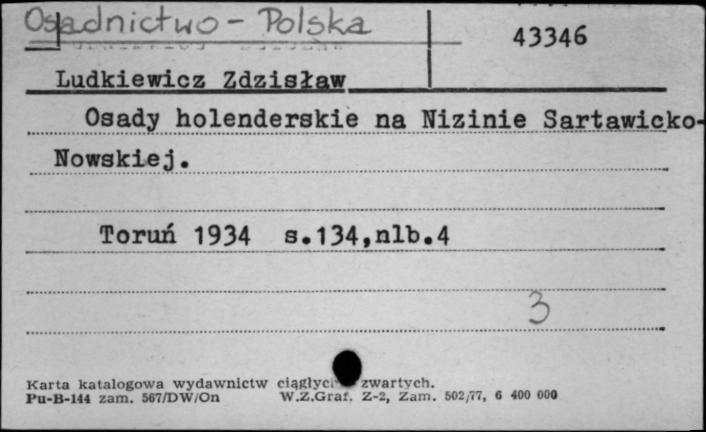 Osadnictwo - Polska
43346
Ludkiewicz Zdzisław
Osady holenderskie na Nizinie Sartawicko-
Nowskiej.
Toruń 1934 s.134,nlb.4
3
Karta katalogowa wydawnictw ciągłyc zwartych.
Pu-B-144 zam. 567/DW/On W.Z.Graf. Z-2, Zam. 502/77, 6 400 000